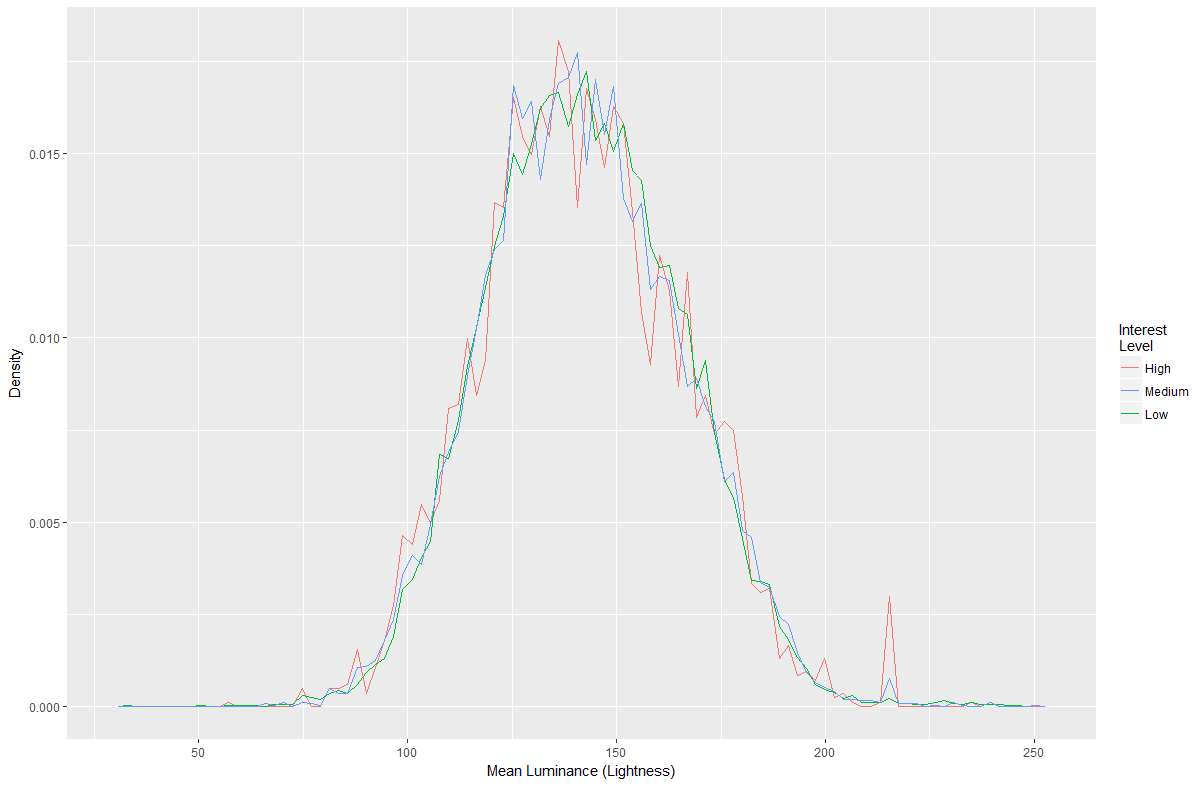 0.015
0.010
0.005
0.000
Density
50
100
150
200
250
Mean Luminance (Lightness)
Interest
Level
High
Medium
Low